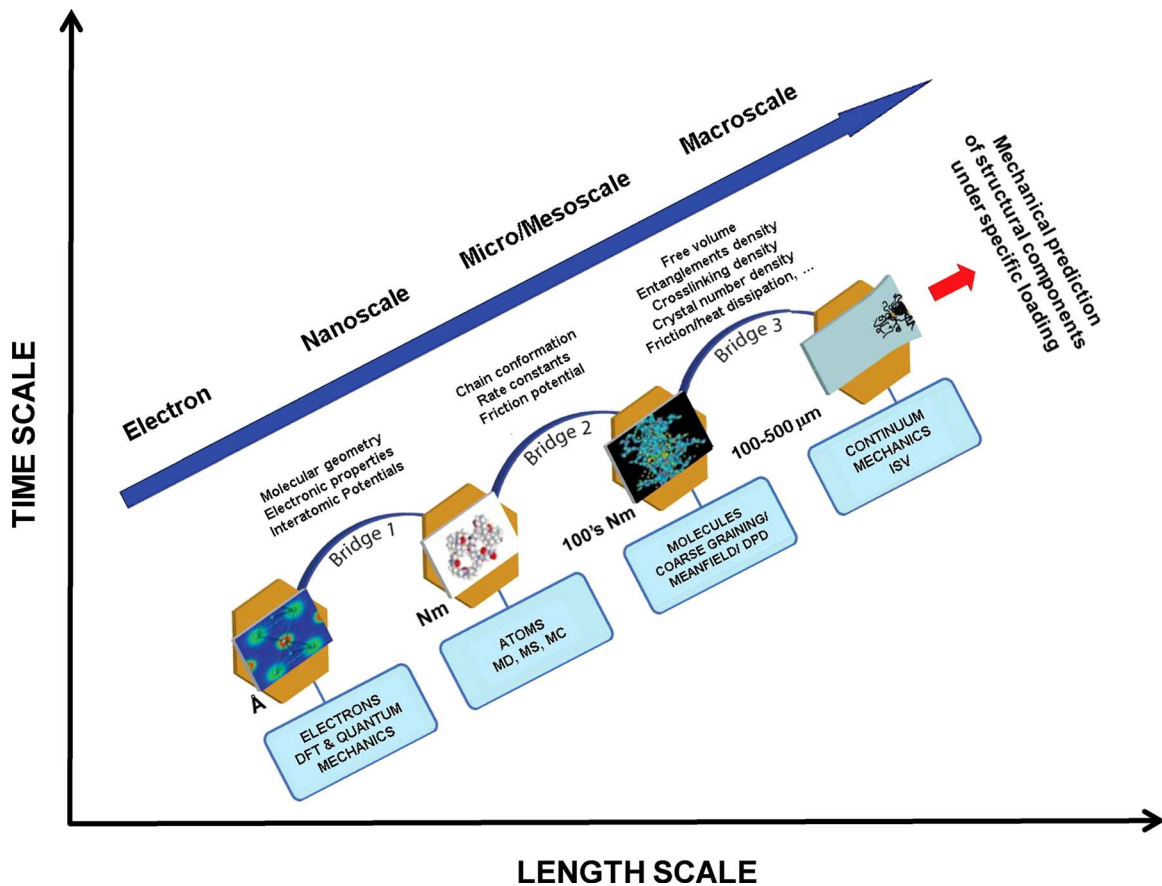 TIME SCALE
LENGTH SCALE
Electron
Nanoscale
Micro/Mesoscale
Macroscale
Molecular geometry
Electronic properties
Interatomic Potentials
Bridge 1
Chain conformation
Rate constants
Friction potential
Bridge 2
Free volume
Entanglements density
Crosslinking density
Crystal number density
Friction/heat dissipation, ...
Bridge 3
Mechanical prediction
of structural components
under specific loading
Å
ELECTRONS
DFT & QUANTUM
MECHANICS
Nm
ATOMS
MD, MS, MC
100's Nm
MOLECULES
COARSE GRAINING/
MEANFIELD/ DPD
100-500 µm
CONTINUUM
MECHANICS
ISV